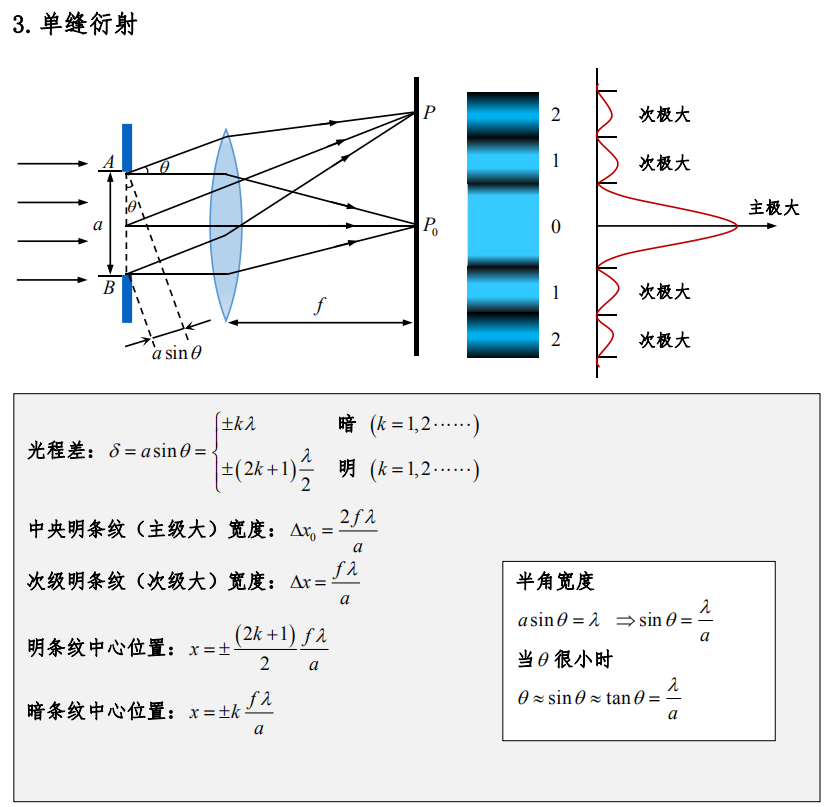 3. 单缝衍射
A
θ
θ
a
B
a sinθ
f
P
P₀
2
1
0
1
2
次极大
次极大
主极大
次极大
次极大
光程差：δ = a sinθ = { ±kλ 暗 (k = 1,2⋯⋯)
±(2k+1) λ/2 明 (k = 1,2⋯⋯)
中央明条纹（主级大）宽度：Δx₀ = 2fλ/a
次级明条纹（次极大）宽度：Δx = fλ/a
明条纹中心位置：x = ± (2k+1)/2 fλ/a
暗条纹中心位置：x = ±k fλ/a
半角宽度
a sinθ = λ ⇒ sinθ = λ/a
当 θ 很小时
θ ≈ sinθ ≈ tanθ = λ/a